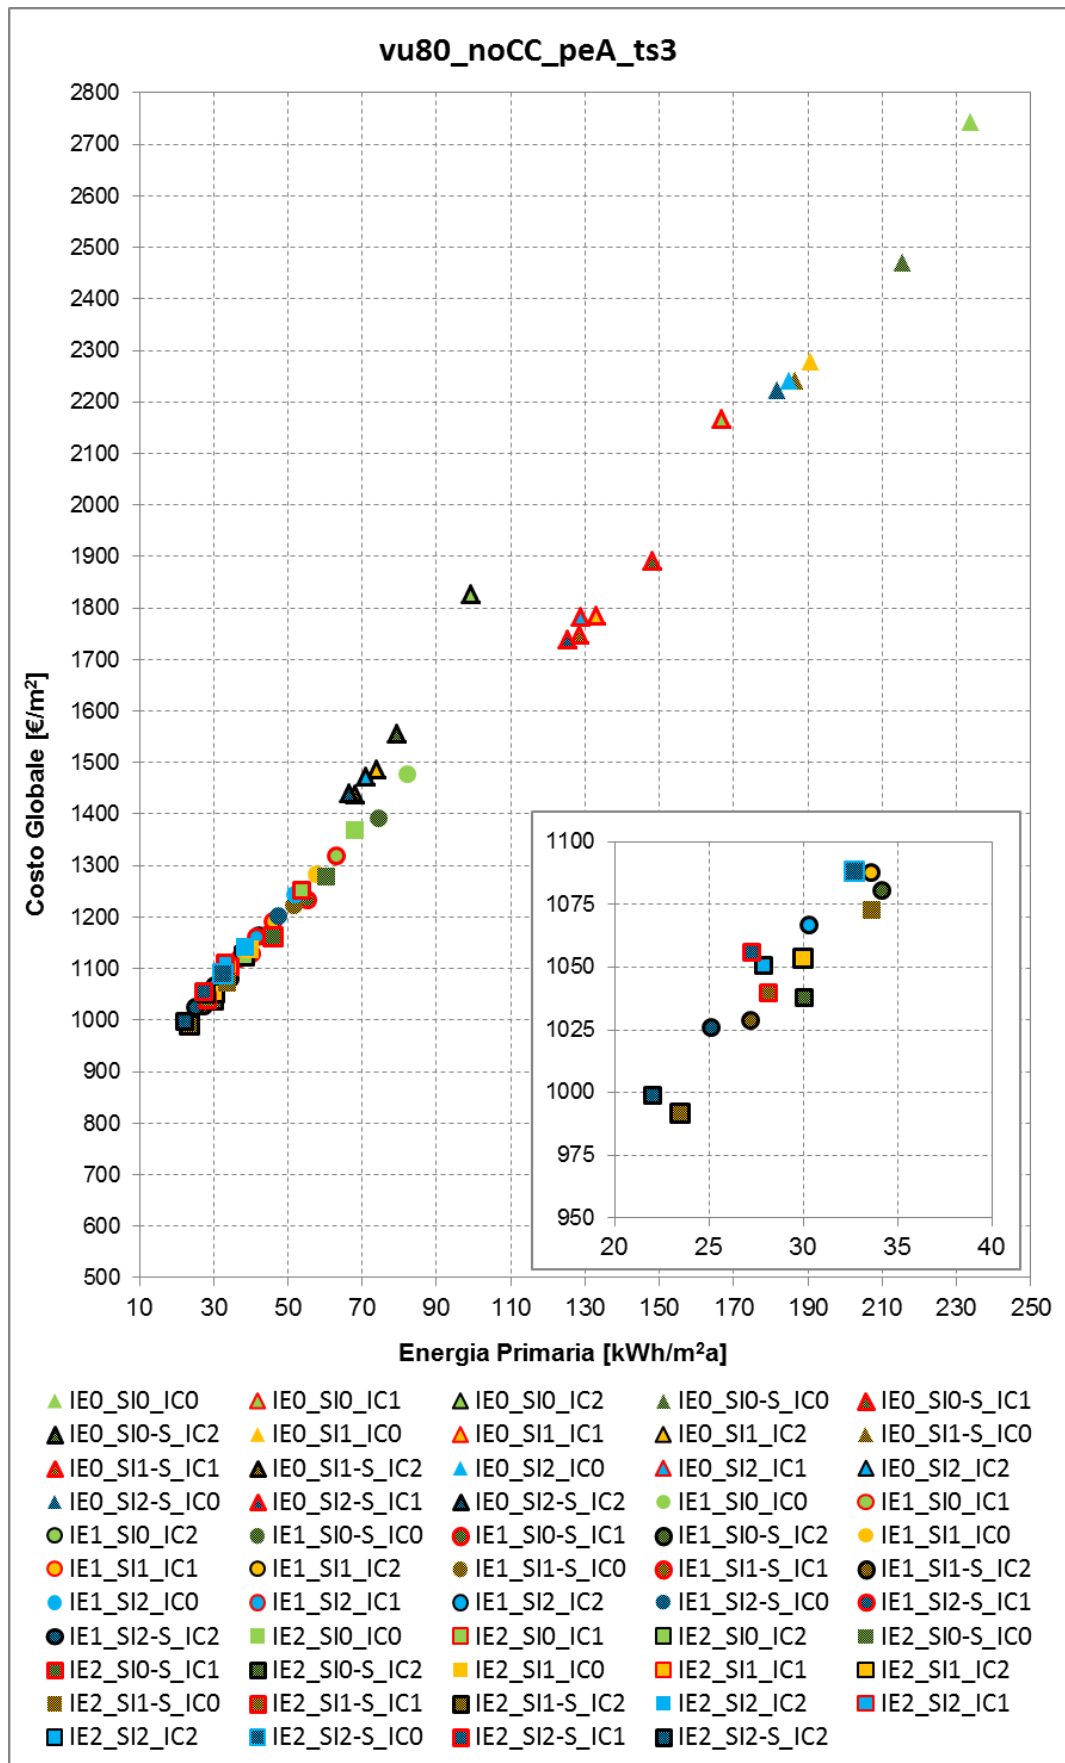 vu80_noCC_peA_ts3
2800
2700
2600
2500
2400
2300
2200
2100
2000
1900
1800
1700
1600
1500
1400
1300
1200
1100
1000
900
800
700
600
500
Costo Globale [€/m²]
1100
1075
1050
1025
1000
975
950
20 25 30 35 40
10 30 50 70 90 110 130 150 170 190 210 230 250
Energia Primaria [kWh/m²a]
IE0_SI0_IC0 IE0_SI0_IC1 IE0_SI0_IC2 IE0_SI0-S_IC0 IE0_SI0-S_IC1
IE0_SI0-S_IC2 IE0_SI1_IC0 IE0_SI1_IC1 IE0_SI1_IC2 IE0_SI1-S_IC0
IE0_SI1-S_IC1 IE0_SI1-S_IC2 IE0_SI2_IC0 IE0_SI2_IC1 IE0_SI2_IC2
IE0_SI2-S_IC0 IE0_SI2-S_IC1 IE0_SI2-S_IC2 IE1_SI0_IC0 IE1_SI0_IC1
IE1_SI0_IC2 IE1_SI0-S_IC0 IE1_SI0-S_IC1 IE1_SI0-S_IC2 IE1_SI1_IC0
IE1_SI1_IC1 IE1_SI1_IC2 IE1_SI1-S_IC0 IE1_SI1-S_IC1 IE1_SI1-S_IC2
IE1_SI2_IC0 IE1_SI2_IC1 IE1_SI2_IC2 IE1_SI2-S_IC0 IE1_SI2-S_IC1
IE1_SI2-S_IC2 IE2_SI0_IC0 IE2_SI0_IC1 IE2_SI0_IC2 IE2_SI0-S_IC0
IE2_SI0-S_IC1 IE2_SI0-S_IC2 IE2_SI1_IC0 IE2_SI1_IC1 IE2_SI1_IC2
IE2_SI1-S_IC0 IE2_SI1-S_IC1 IE2_SI1-S_IC2 IE2_SI2_IC2 IE2_SI2_IC1
IE2_SI2_IC2 IE2_SI2-S_IC0 IE2_SI2-S_IC1 IE2_SI2-S_IC2